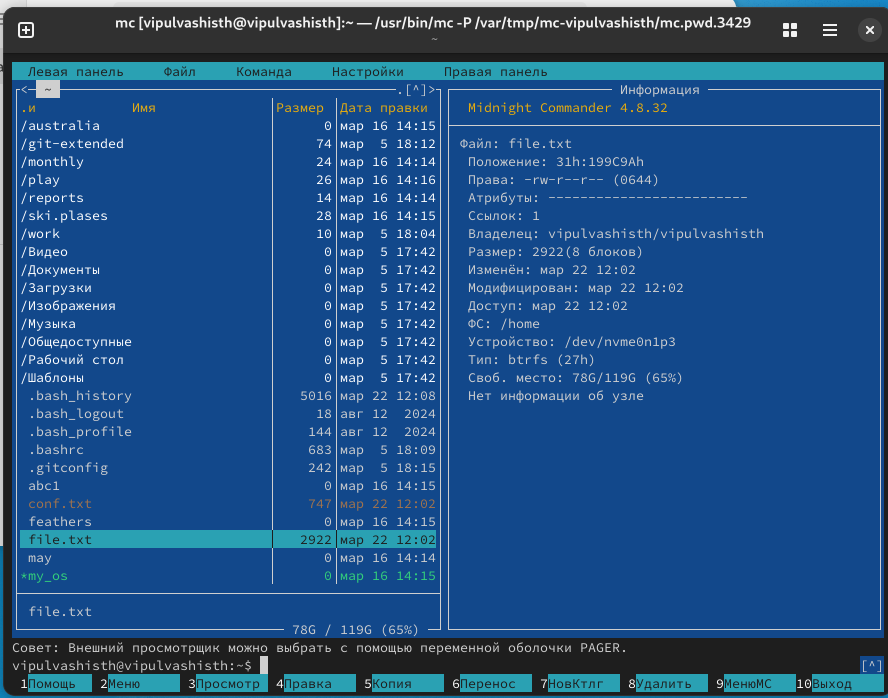 mc [vipulvashisth@vipulvashisth]:~ — /usr/bin/mc -P /var/tmp/mc-vipulvashisth/mc.pwd.3429
~
Левая панель Файл Команда Настройки Правая панель
<─ ~ .[^]>
.и Имя Размер Дата правки
/australia 0 мар 16 14:15
/git-extended 74 мар 5 18:12
/monthly 24 мар 16 14:14
/play 26 мар 16 14:16
/reports 14 мар 16 14:14
/ski.plases 28 мар 16 14:15
/work 10 мар 5 18:04
/Видео 0 мар 5 17:42
/Документы 0 мар 5 17:42
/Загрузки 0 мар 5 17:42
/Изображения 0 мар 5 17:42
/Музыка 0 мар 5 17:42
/Общедоступные 0 мар 5 17:42
/Рабочий стол 0 мар 5 17:42
/Шаблоны 0 мар 5 17:42
.bash_history 5016 мар 22 12:08
.bash_logout 18 авг 12 2024
.bash_profile 144 авг 12 2024
.bashrc 683 мар 5 18:09
.gitconfig 242 мар 5 18:15
abc1 0 мар 16 14:15
conf.txt 747 мар 22 12:02
feathers 0 мар 16 14:15
file.txt 2922 мар 22 12:02
may 0 мар 16 14:14
*my_os 0 мар 16 14:15
file.txt
78G / 119G (65%)
Информация
Midnight Commander 4.8.32
Файл: file.txt
Положение: 31h:199C9Ah
Права: -rw-r--r-- (0644)
Атрибуты: -------------------------
Ссылок: 1
Владелец: vipulvashisth/vipulvashisth
Размер: 2922(8 блоков)
Изменён: мар 22 12:02
Модифицирован: мар 22 12:02
Доступ: мар 22 12:02
ФС: /home
Устройство: /dev/nvme0n1p3
Тип: btrfs (27h)
Своб. место: 78G/119G (65%)
Нет информации об узле
Совет: Внешний просмотрщик можно выбрать с помощью переменной оболочки PAGER.
vipulvashisth@vipulvashisth:~$ [^]
1Помощь 2Меню 3Просмотр 4Правка 5Копия 6Перенос 7НовКтлг 8Удалить 9МенюМС 10Выход